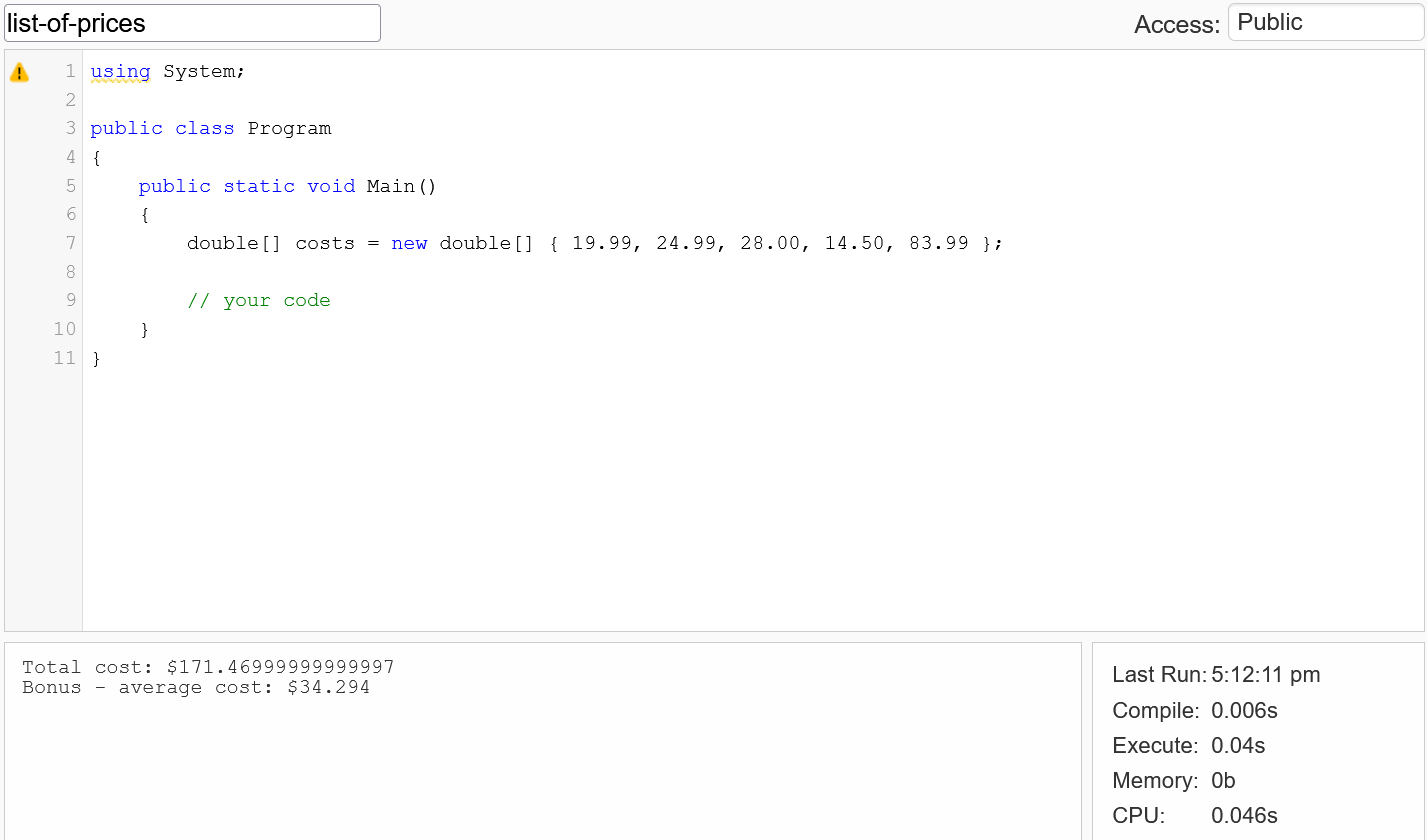 list-of-prices
Access: Public
1 using System;
2
3 public class Program
4 {
5     public static void Main()
6     {
7         double[] costs = new double[] { 19.99, 24.99, 28.00, 14.50, 83.99 };
8
9         // your code
10     }
11 }
Total cost: $171.46999999999997
Bonus - average cost: $34.294
Last Run: 5:12:11 pm
Compile: 0.006s
Execute: 0.04s
Memory: 0b
CPU: 0.046s